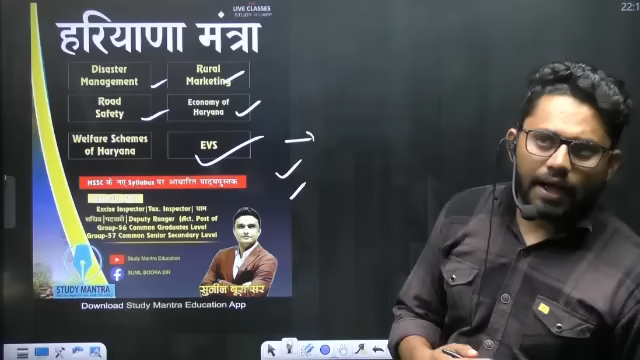 LIVE CLASSES
22:1
हरियाणा मंत्रा
Disaster
Management
Rural
Marketing
Road
Safety
Economy of
Haryana
Welfare Schemes
of Haryana
EVS
HSSC के नए Syllabus पर आधारित पाठ्यपुस्तक
Excise Inspector|Tax. Inspector| ग्राम
सचिव |पटवारी| Deputy Ranger (Act. Post of
Group-56 Common Graduates Level
Group-57 Common Senior Secondary Level
Study Mantra Education
SUNIL BOORA SIR
STUDY MANTRA
सुनील बूरा सर
Download Study Mantra Education App